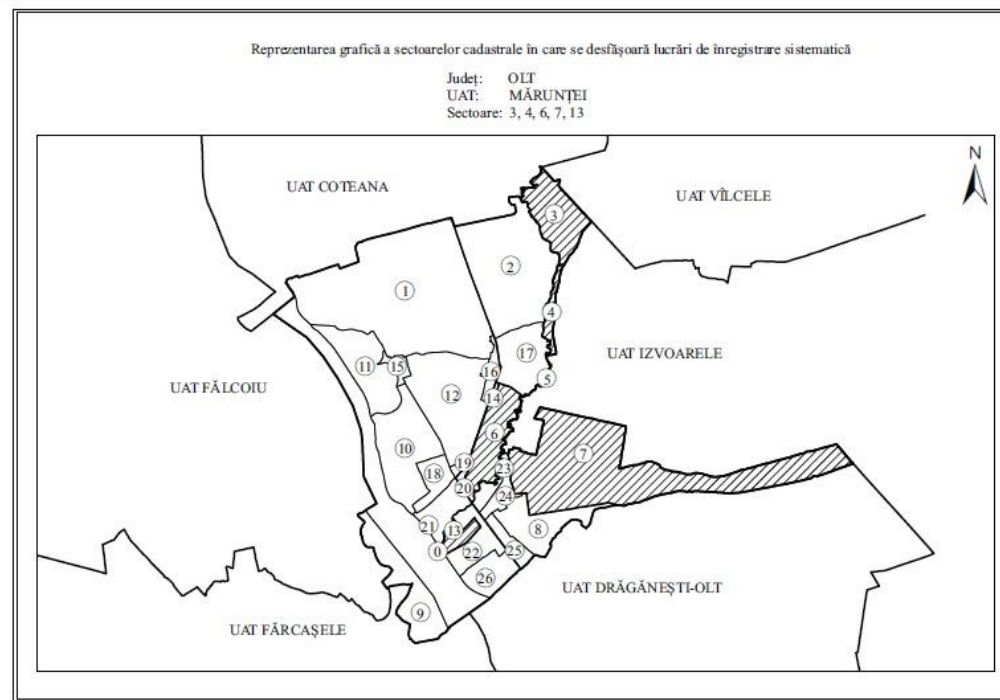 Reprezentarea grafică a sectoarelor cadastrale în care se desfășoară lucrări de înregistrare sistematică
Județ: OLT
UAT: MĂRUNȚEI
Sectoare: 3, 4, 6, 7, 13
N
UAT COTEANA
UAT VÎLCELE
3
2
1
4
17
UAT IZVOARELE
11
15
16
5
UAT FĂLCOIU
12
14
6
10
7
19
23
18
20
24
21
13
8
0
22
25
26
UAT DRĂGĂNEȘTI-OLT
9
UAT FĂRCAȘELE